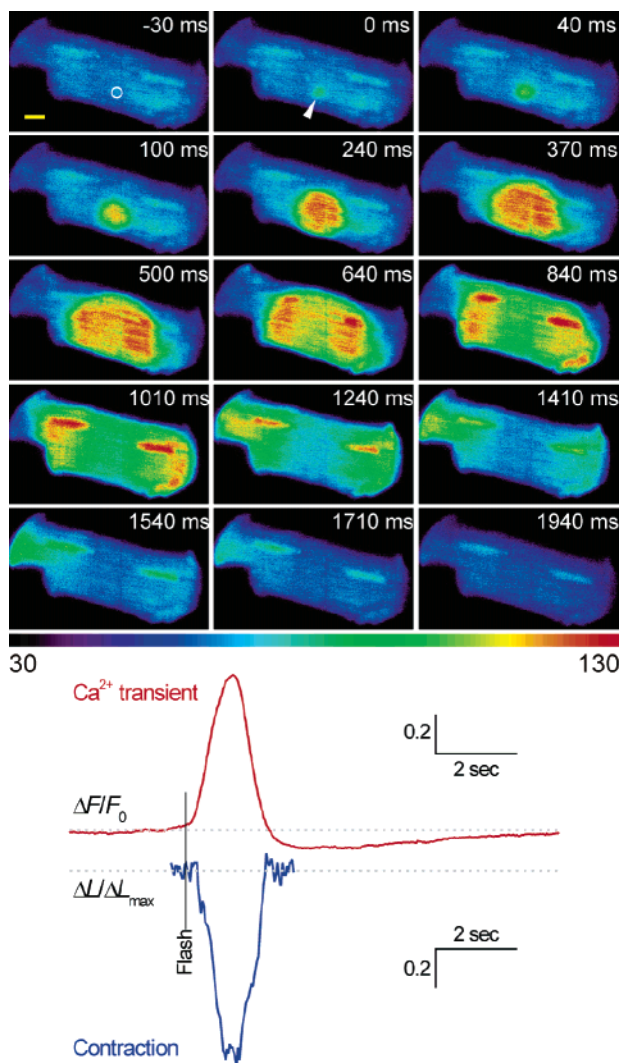 -30 ms 0 ms 40 ms
100 ms 240 ms 370 ms
500 ms 640 ms 840 ms
1010 ms 1240 ms 1410 ms
1540 ms 1710 ms 1940 ms
30 130
Ca²⁺ transient
0.2
2 sec
ΔF/F₀
ΔL/ΔLmax
Flash
2 sec
0.2
Contraction